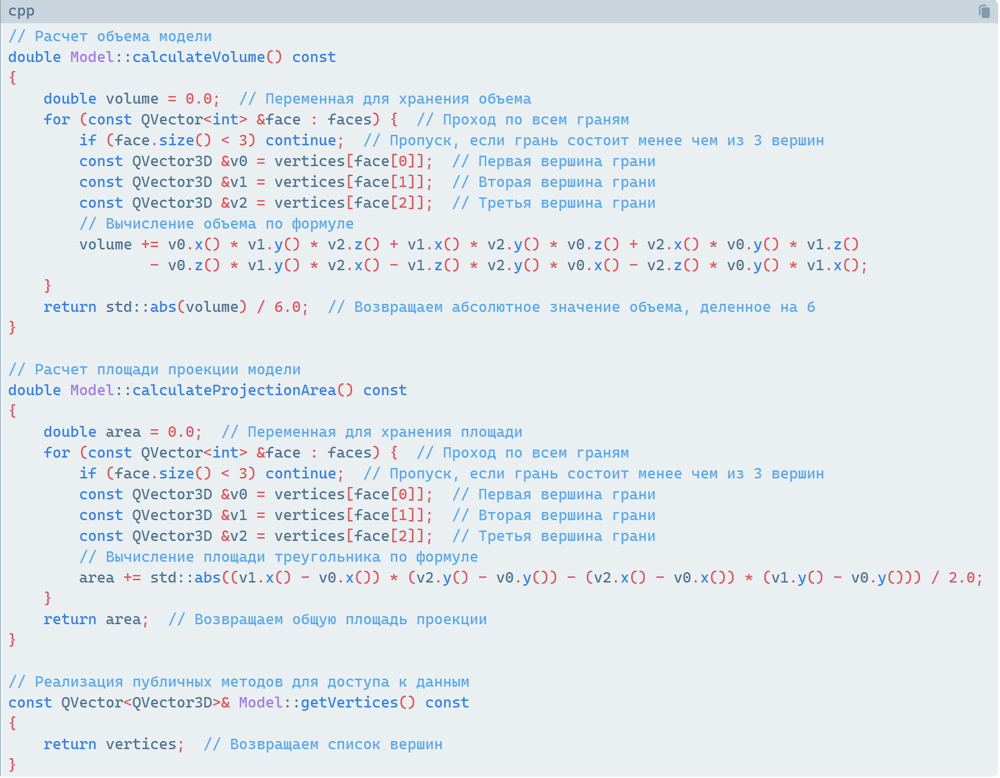 cpp
// Расчет объема модели
double Model::calculateVolume() const
{
    double volume = 0.0;  // Переменная для хранения объема
    for (const QVector<int> &face : faces) {  // Проход по всем граням
        if (face.size() < 3) continue;  // Пропуск, если грань состоит менее чем из 3 вершин
        const QVector3D &v0 = vertices[face[0]];  // Первая вершина грани
        const QVector3D &v1 = vertices[face[1]];  // Вторая вершина грани
        const QVector3D &v2 = vertices[face[2]];  // Третья вершина грани
        // Вычисление объема по формуле
        volume += v0.x() * v1.y() * v2.z() + v1.x() * v2.y() * v0.z() + v2.x() * v0.y() * v1.z()
                - v0.z() * v1.y() * v2.x() - v1.z() * v2.y() * v0.x() - v2.z() * v0.y() * v1.x();
    }
    return std::abs(volume) / 6.0;  // Возвращаем абсолютное значение объема, деленное на 6
}

// Расчет площади проекции модели
double Model::calculateProjectionArea() const
{
    double area = 0.0;  // Переменная для хранения площади
    for (const QVector<int> &face : faces) {  // Проход по всем граням
        if (face.size() < 3) continue;  // Пропуск, если грань состоит менее чем из 3 вершин
        const QVector3D &v0 = vertices[face[0]];  // Первая вершина грани
        const QVector3D &v1 = vertices[face[1]];  // Вторая вершина грани
        const QVector3D &v2 = vertices[face[2]];  // Третья вершина грани
        // Вычисление площади треугольника по формуле
        area += std::abs((v1.x() - v0.x()) * (v2.y() - v0.y()) - (v2.x() - v0.x()) * (v1.y() - v0.y())) / 2.0;
    }
    return area;  // Возвращаем общую площадь проекции
}

// Реализация публичных методов для доступа к данным
const QVector<QVector3D>& Model::getVertices() const
{
    return vertices;  // Возвращаем список вершин
}